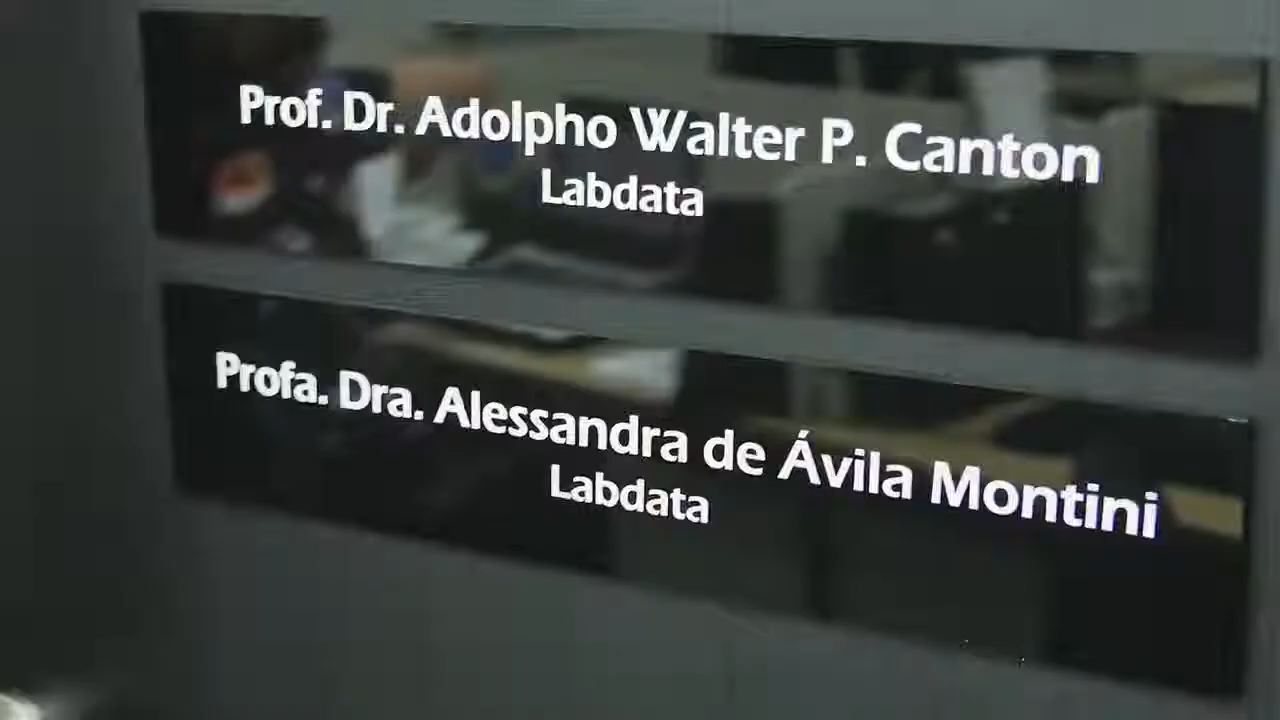 Prof. Dr. Adolpho Walter P. Canton
Labdata
Profa. Dra. Alessandra de Ávila Montini
Labdata